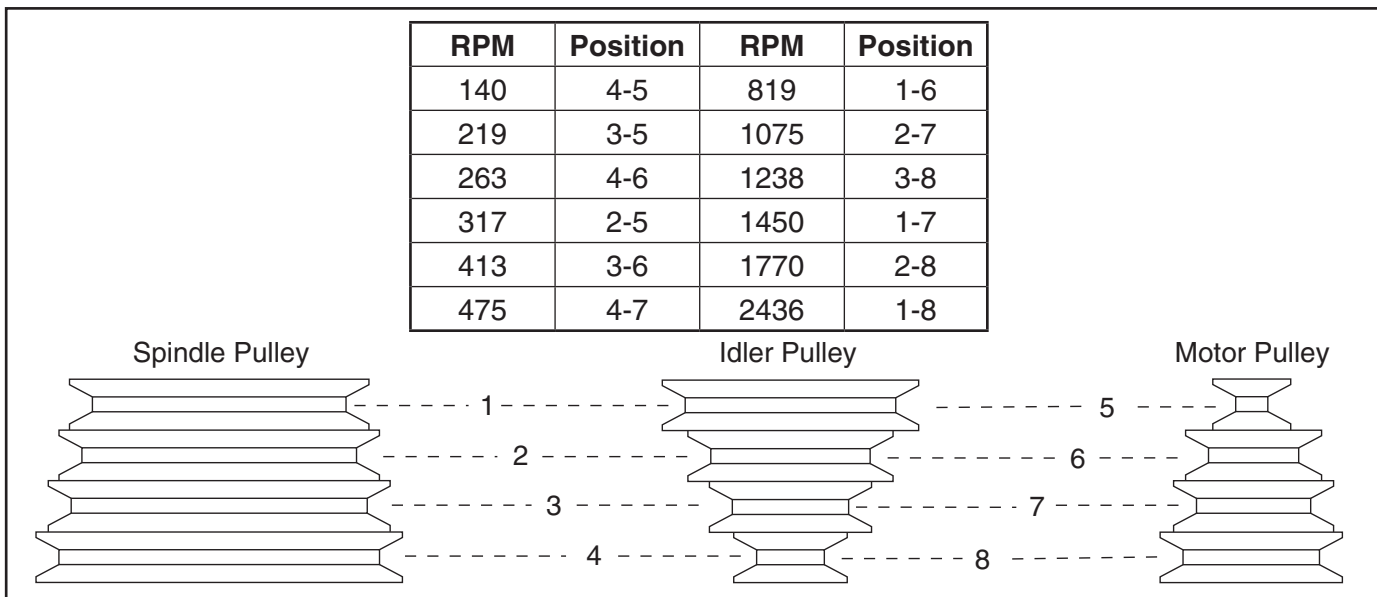 RPM Position RPM Position
140 4-5 819 1-6
219 3-5 1075 2-7
263 4-6 1238 3-8
317 2-5 1450 1-7
413 3-6 1770 2-8
475 4-7 2436 1-8
Spindle Pulley Idler Pulley Motor Pulley
1 5
2 6
3 7
4 8